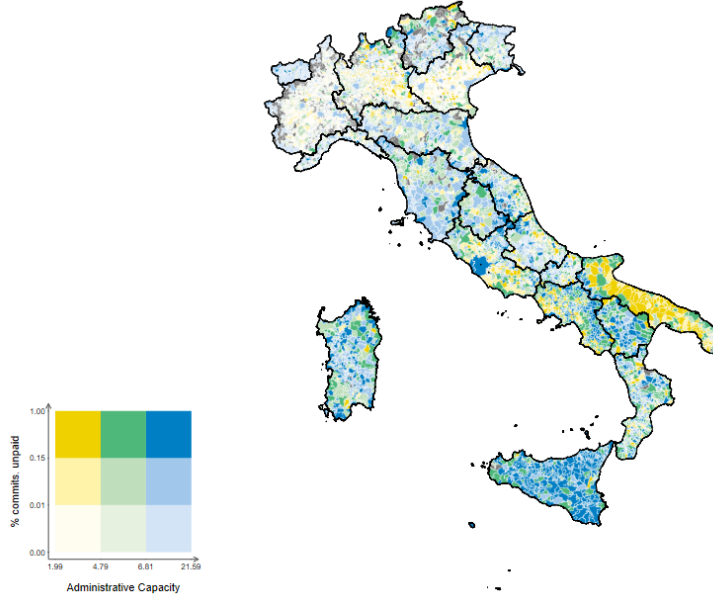 1.00
0.15
0.01
0.00
% commits. unpaid
1.99 4.79 6.81 21.59
Administrative Capacity